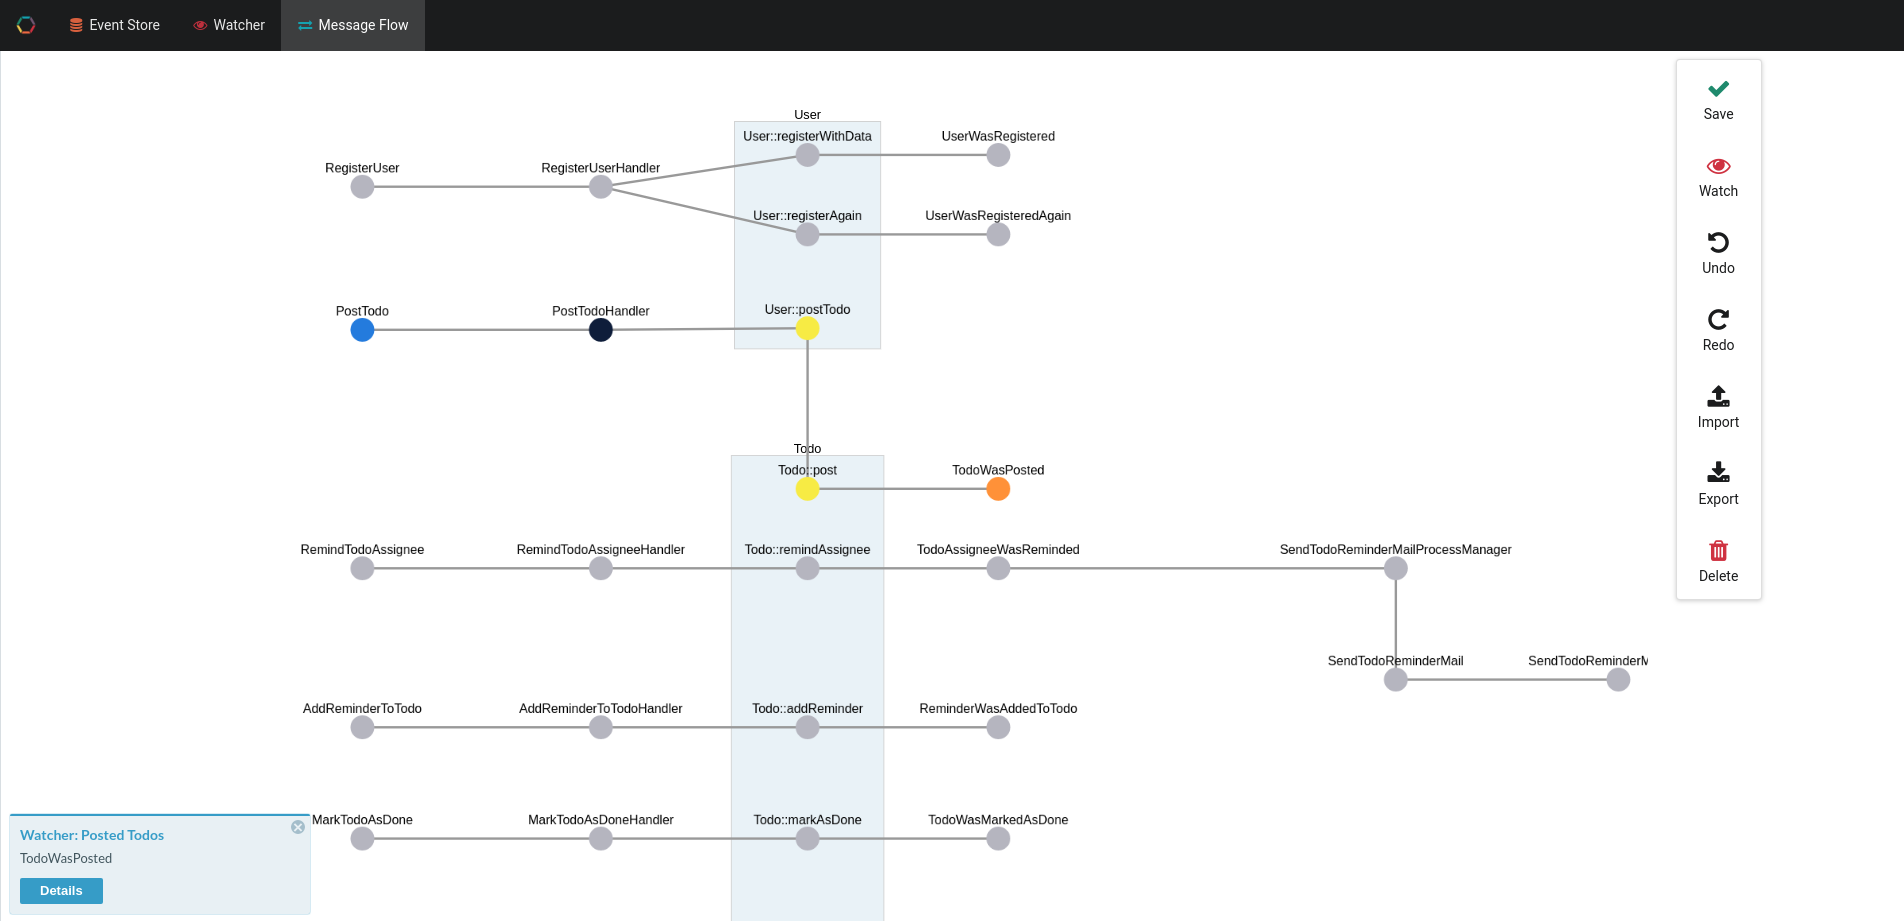 Event Store
Watcher
Message Flow
User
User::registerWithData
UserWasRegistered
RegisterUser
RegisterUserHandler
User::registerAgain
UserWasRegisteredAgain
PostTodo
PostTodoHandler
User::postTodo
Todo
Todo::post
TodoWasPosted
RemindTodoAssignee
RemindTodoAssigneeHandler
Todo::remindAssignee
TodoAssigneeWasReminded
SendTodoReminderMailProcessManager
SendTodoReminderMail
SendTodoReminderM
AddReminderToTodo
AddReminderToTodoHandler
Todo::addReminder
ReminderWasAddedToTodo
MarkTodoAsDone
MarkTodoAsDoneHandler
Todo::markAsDone
TodoWasMarkedAsDone
Save
Watch
Undo
Redo
Import
Export
Delete
Watcher: Posted Todos
TodoWasPosted
Details